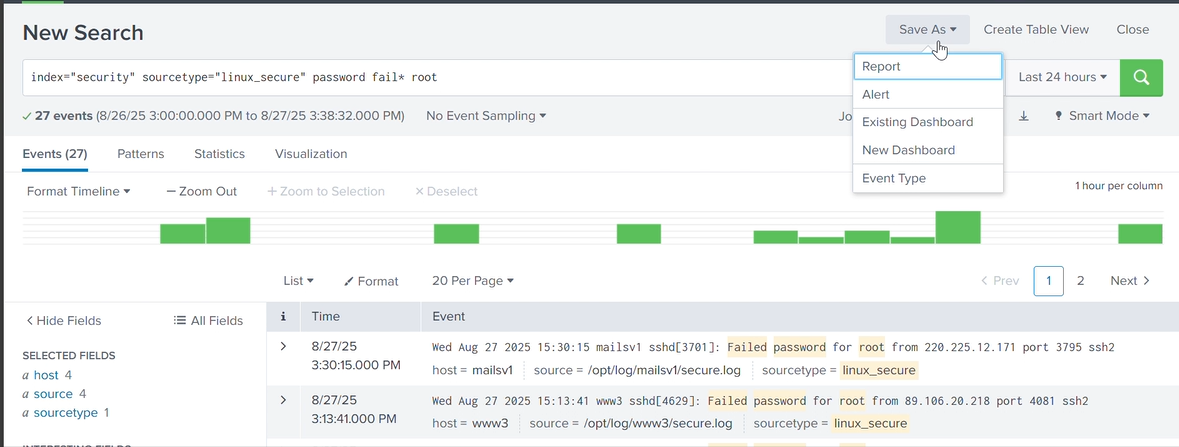 New Search
Save As Create Table View Close
index="security" sourcetype="linux_secure" password fail* root
Last 24 hours
Report
Alert
Existing Dashboard
New Dashboard
Event Type
27 events (8/26/25 3:00:00.000 PM to 8/27/25 3:38:32.000 PM) No Event Sampling
Smart Mode
Events (27) Patterns Statistics Visualization
Format Timeline — Zoom Out + Zoom to Selection × Deselect
1 hour per column
List Format 20 Per Page
< Prev 1 2 Next >
< Hide Fields All Fields
i Time Event
SELECTED FIELDS
a host 4
a source 4
a sourcetype 1
> 8/27/25 3:30:15.000 PM
Wed Aug 27 2025 15:30:15 mailsv1 sshd[3701]: Failed password for root from 220.225.12.171 port 3795 ssh2
host = mailsv1 source = /opt/log/mailsv1/secure.log sourcetype = linux_secure
> 8/27/25 3:13:41.000 PM
Wed Aug 27 2025 15:13:41 www3 sshd[4629]: Failed password for root from 89.106.20.218 port 4081 ssh2
host = www3 source = /opt/log/www3/secure.log sourcetype = linux_secure